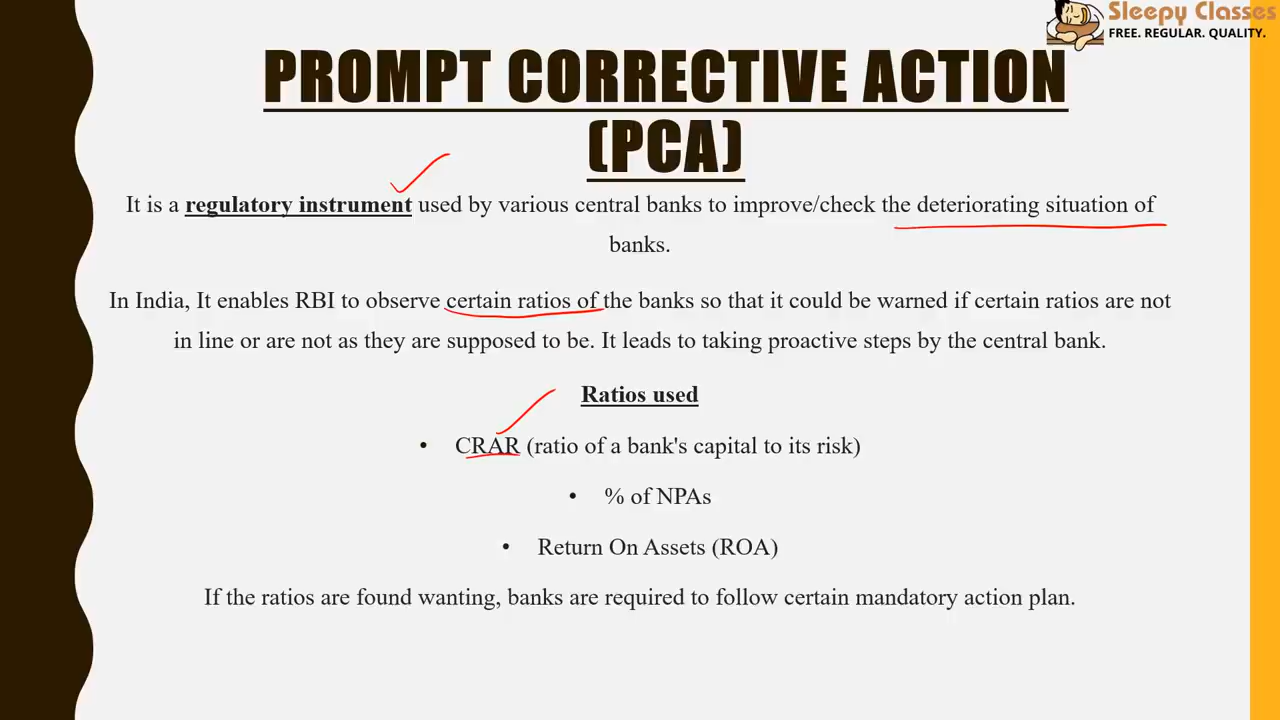 Sleepy Classes
FREE. REGULAR. QUALITY.
PROMPT CORRECTIVE ACTION
(PCA)
It is a regulatory instrument used by various central banks to improve/check the deteriorating situation of
banks.
In India, It enables RBI to observe certain ratios of the banks so that it could be warned if certain ratios are not
in line or are not as they are supposed to be. It leads to taking proactive steps by the central bank.
Ratios used
• CRAR (ratio of a bank's capital to its risk)
• % of NPAs
• Return On Assets (ROA)
If the ratios are found wanting, banks are required to follow certain mandatory action plan.